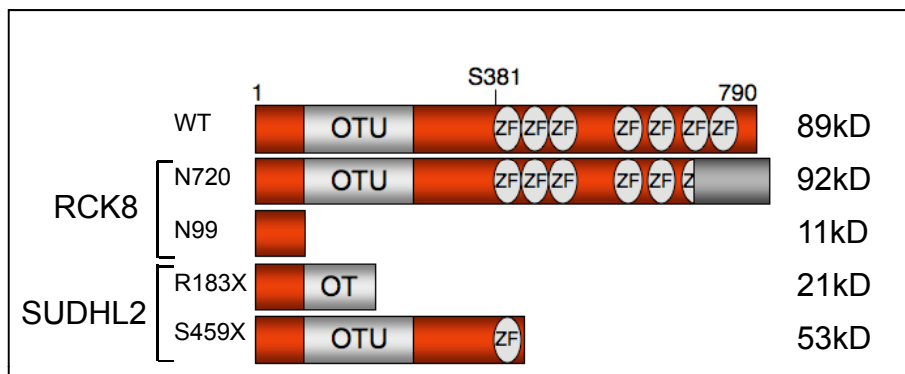 S381
1 790
WT OTU ZF ZF ZF ZF ZF ZF ZF 89kD
RCK8
N720 OTU ZF ZF ZF ZF ZF Z 92kD
N99 11kD
SUDHL2
R183X OT 21kD
S459X OTU ZF 53kD